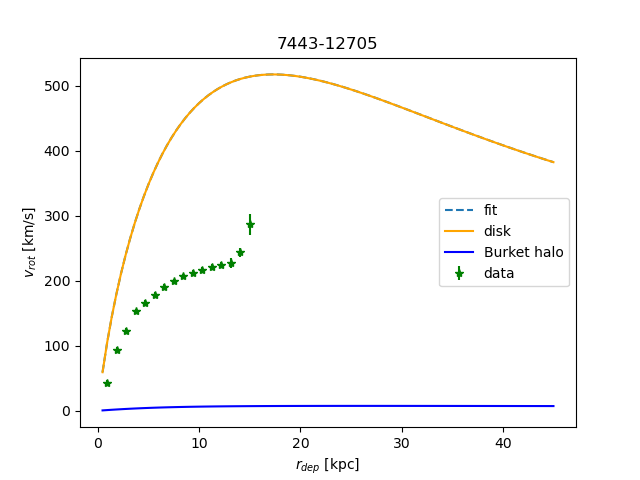 7443-12705
500
400
300
200
100
0
v_rot [km/s]
fit
disk
Burket halo
data
0
10
20
30
40
r_dep [kpc]